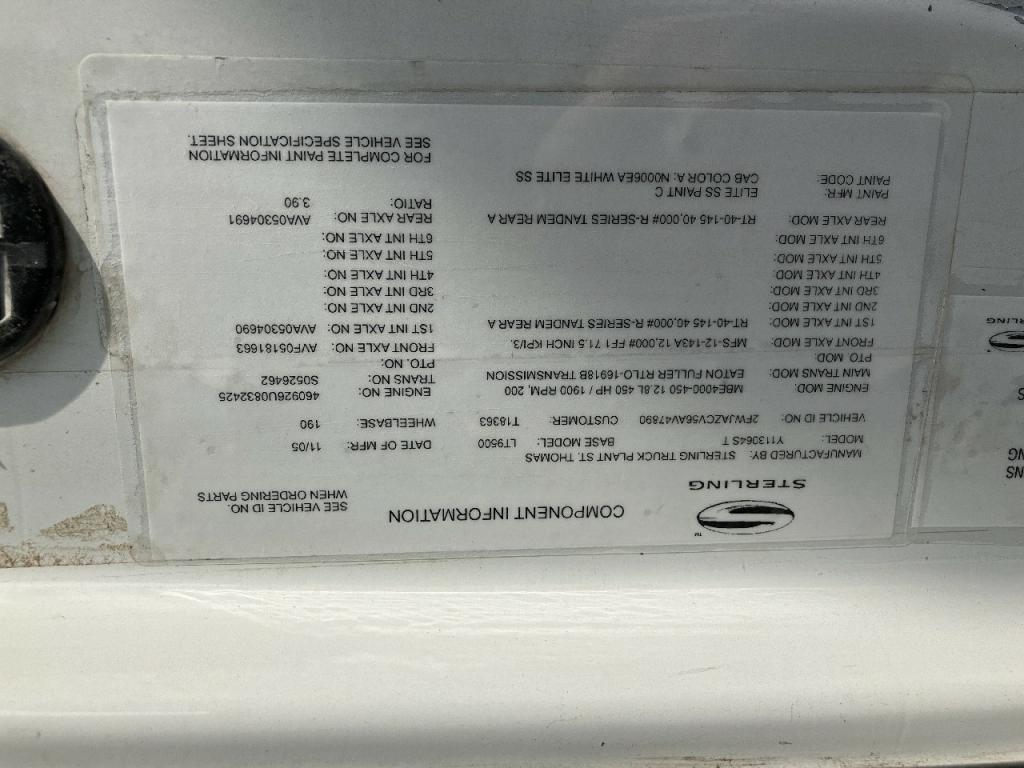 TM
STERLING
COMPONENT INFORMATION
SEE VEHICLE ID NO.
WHEN ORDERING PARTS
MANUFACTURED BY: STERLING TRUCK PLANT ST. THOMAS
MODEL: Y113064S T BASE MODEL: LT9500 DATE OF MFR: 11/05
VEHICLE ID NO: 2FWJAZCV56AV47890 CUSTOMER: T18363 WHEELBASE: 190
ENGINE MOD: MBE4000-450 12.8L 450 HP / 1900 RPM, 200 ENGINE NO: 460926U0832425
MAIN TRANS MOD: EATON FULLER RTLO-16918B TRANSMISSION TRANS NO: S0526462
PTO. MOD: PTO. NO:
FRONT AXLE MOD: MFS-12-143A 12,000# FF1 71.5 INCH KPI/3. FRONT AXLE NO: AVF05181663
1ST INT AXLE MOD: RT-40-145 40,000# R-SERIES TANDEM REAR A 1ST INT AXLE NO: AVA05304690
2ND INT AXLE MOD: 2ND INT AXLE NO:
3RD INT AXLE MOD: 3RD INT AXLE NO:
4TH INT AXLE MOD: 4TH INT AXLE NO:
5TH INT AXLE MOD: 5TH INT AXLE NO:
6TH INT AXLE MOD: 6TH INT AXLE NO:
REAR AXLE MOD: RT-40-145 40,000# R-SERIES TANDEM REAR A REAR AXLE NO: AVA05304691
RATIO: 3.90
PAINT MFR: ELITE SS PAINT C
PAINT CODE: CAB COLOR A: N0006EA WHITE ELITE SS
FOR COMPLETE PAINT INFORMATION
SEE VEHICLE SPECIFICATION SHEET.
STERLING